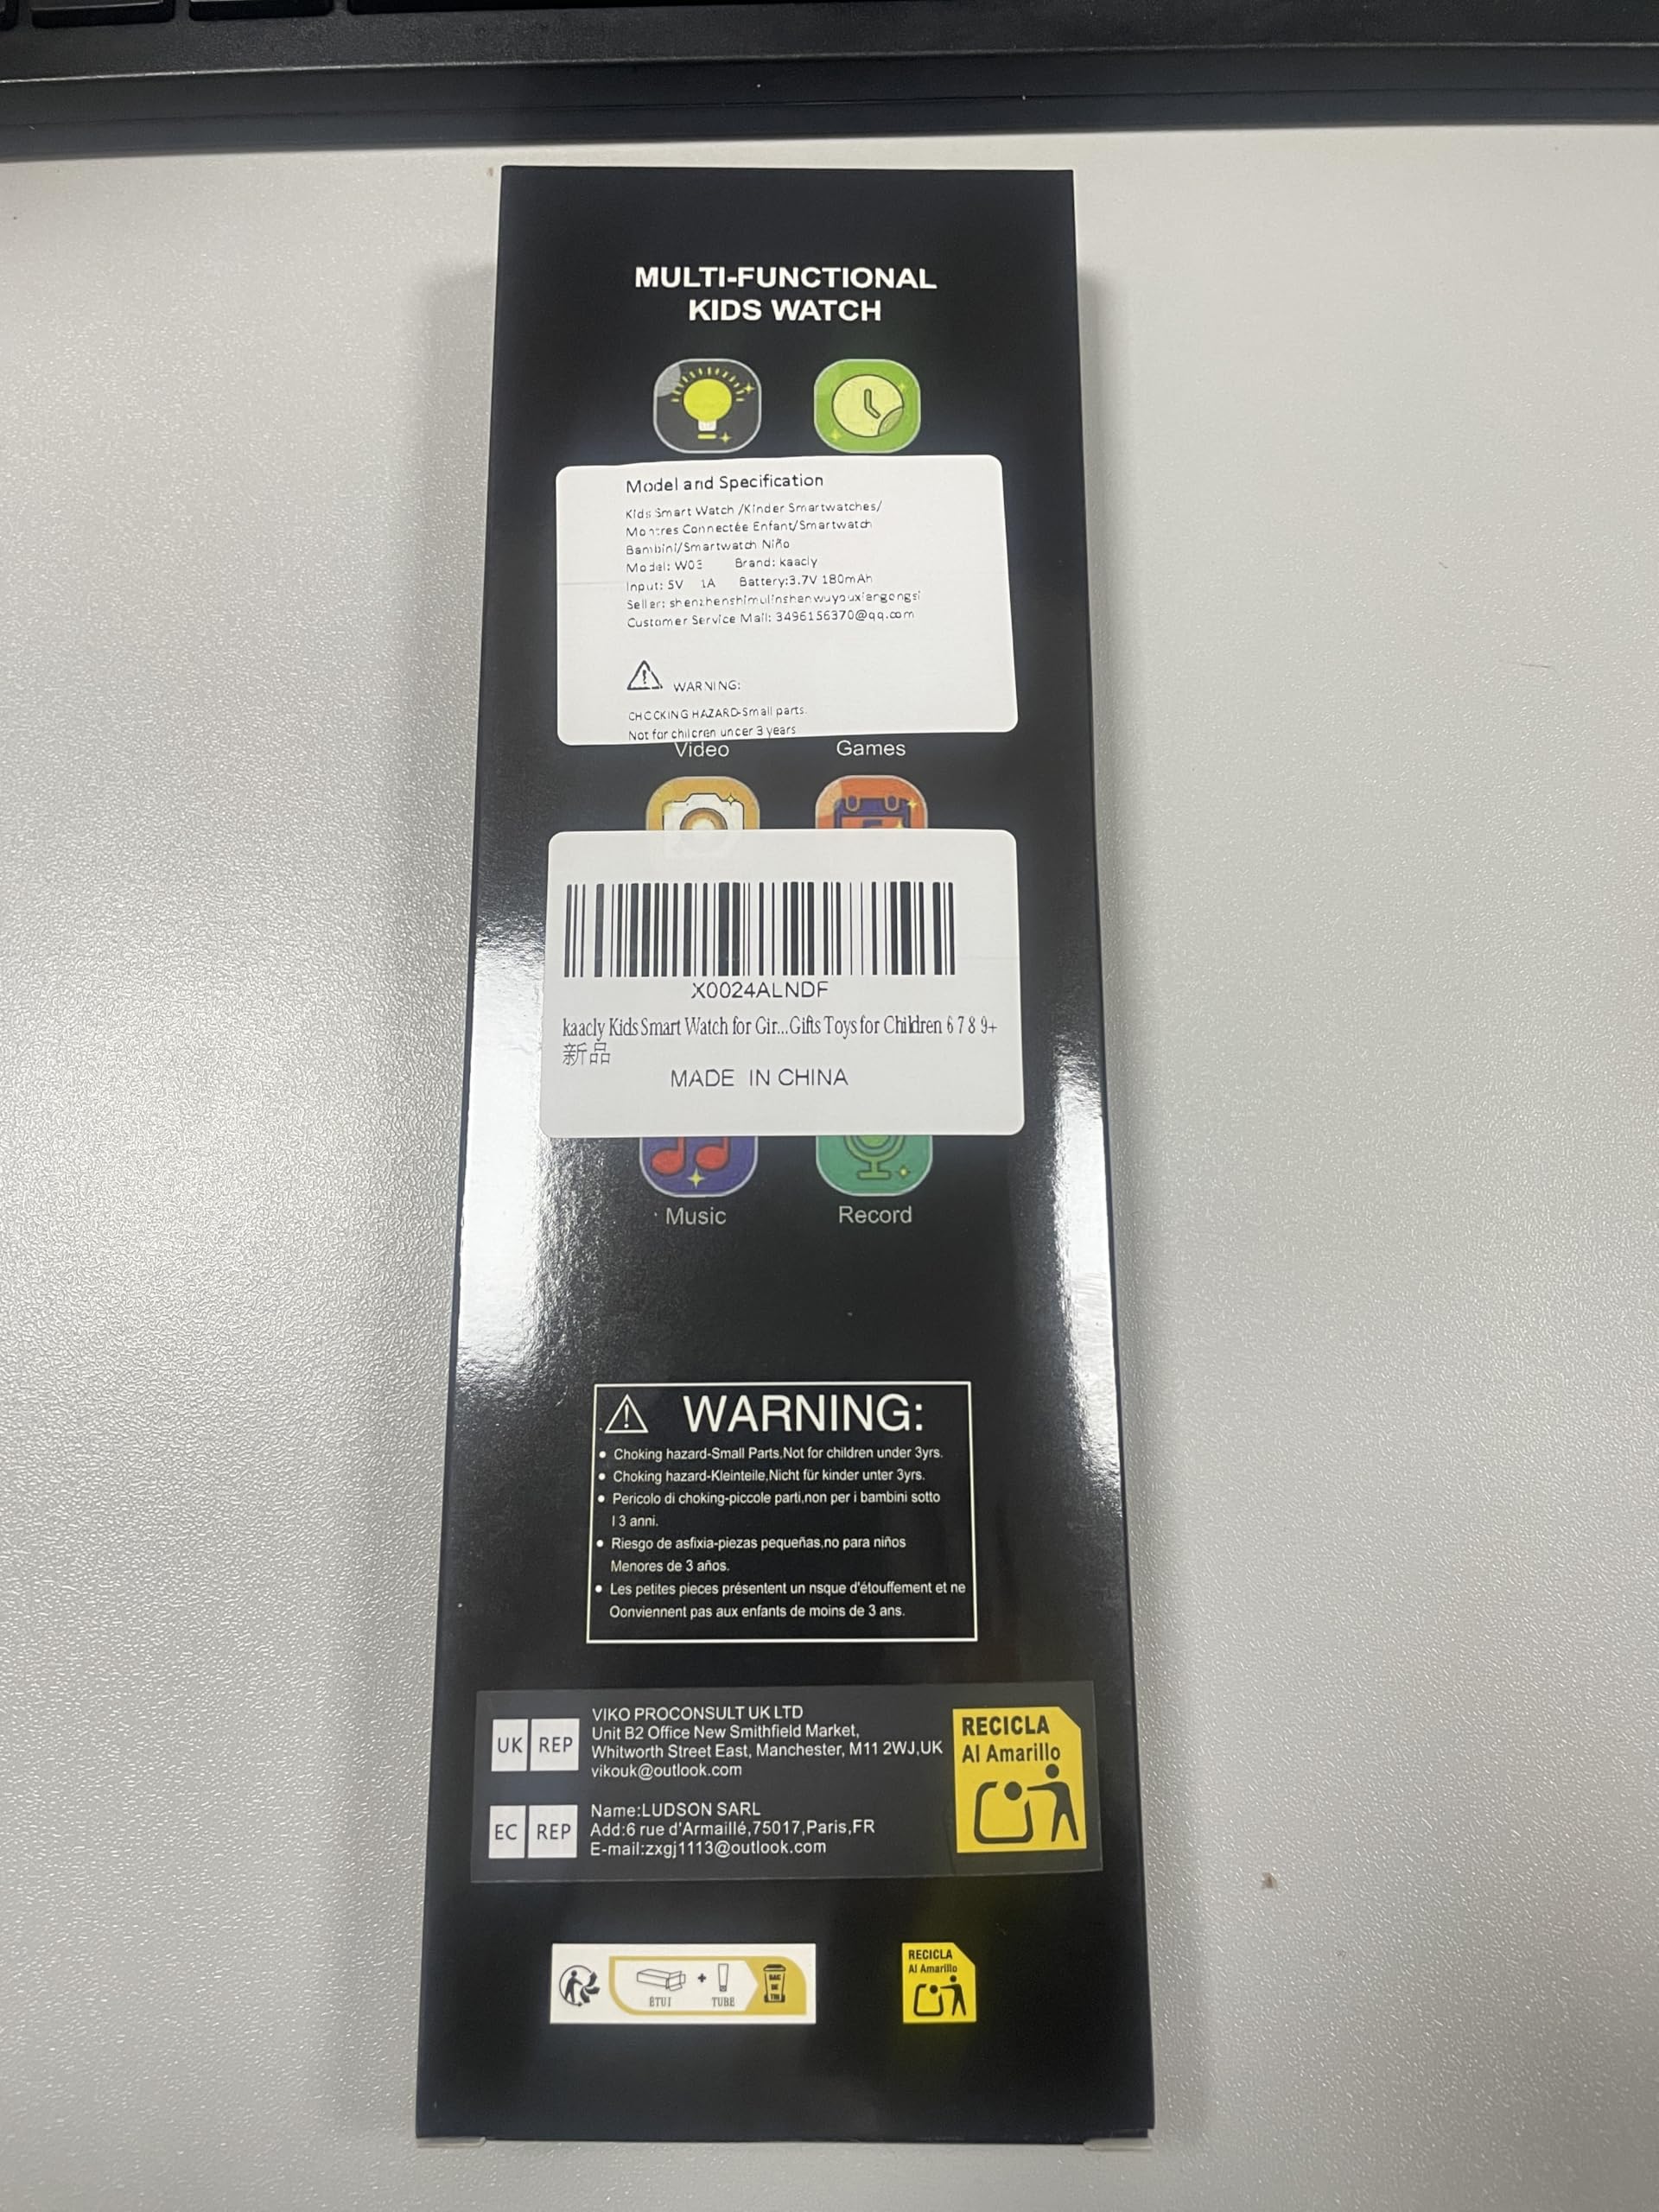 MULTI-FUNCTIONAL
KIDS WATCH
Model and Specification
Kids Smart Watch /Kinder Smartwatches/
Montres Connectée Enfant/Smartwatch
Bambini/Smartwatch Niño
Model: W03 Brand: kaacly
Input: 5V 1A Battery:3.7V 180mAh
Seller: shenzhenshimulinshanwuyouxiangongsi
Customer Service Mail: 3496156370@qq.com
WARNING:
CHOCKING HAZARD-Small parts.
Not for children under 3 years
Video Games
X0024ALNDF
kaacly Kids Smart Watch for Gir...Gifts Toys for Children 6 7 8 9+
新品
MADE IN CHINA
Music Record
WARNING:
• Choking hazard-Small Parts,Not for children under 3yrs.
• Choking hazard-Kleinteile,Nicht für kinder unter 3yrs.
• Pericolo di choking-piccole parti,non per i bambini sotto
I 3 anni.
• Riesgo de asfixia-piezas pequeñas,no para niños
Menores de 3 años.
• Les petites pieces présentent un nsque d'étouffement et ne
Oonviennent pas aux enfants de moins de 3 ans.
UK REP
VIKO PROCONSULT UK LTD
Unit B2 Office New Smithfield Market,
Whitworth Street East, Manchester, M11 2WJ,UK
vikouk@outlook.com
EC REP
Name:LUDSON SARL
Add:6 rue d'Armaillé,75017,Paris,FR
E-mail:zxgj1113@outlook.com
RECICLA
Al Amarillo
ÉTUI + TUBE
BAC
DE
TRI
RECICLA
Al Amarillo